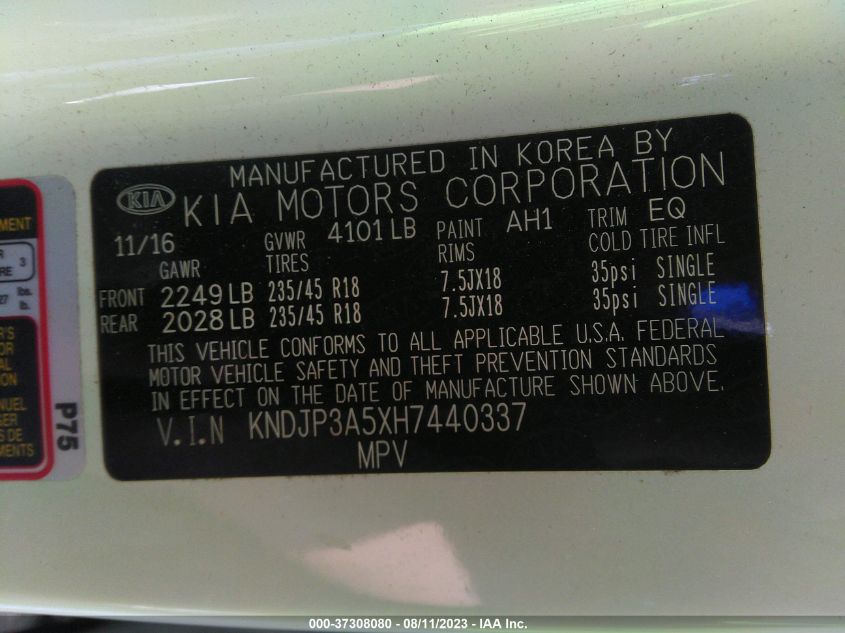 MANUFACTURED IN KOREA BY
KIA KIA MOTORS CORPORATION
11/16 GVWR 4101 LB PAINT AH1 TRIM EQ
GAWR TIRES RIMS COLD TIRE INFL
FRONT 2249 LB 235/45 R18 7.5JX18 35psi SINGLE
REAR 2028 LB 235/45 R18 7.5JX18 35psi SINGLE
THIS VEHICLE CONFORMS TO ALL APPLICABLE U.S.A. FEDERAL
MOTOR VEHICLE SAFETY AND THEFT PREVENTION STANDARDS
IN EFFECT ON THE DATE OF MANUFACTURE SHOWN ABOVE.
V.I.N KNDJP3A5XH7440337
MPV
P75
000-37308080 - 08/11/2023 - IAA Inc.